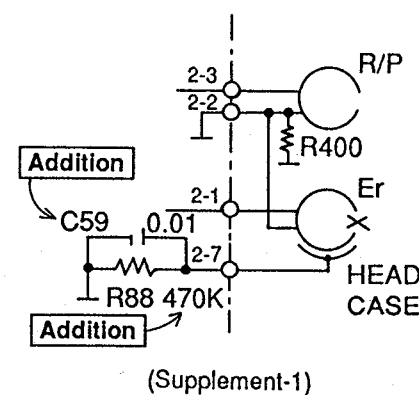 R/P
2-3
2-2
R400
Addition
Er
2-1
C59 0.01
2-7
HEAD
CASE
R88 470K
Addition
(Supplement-1)